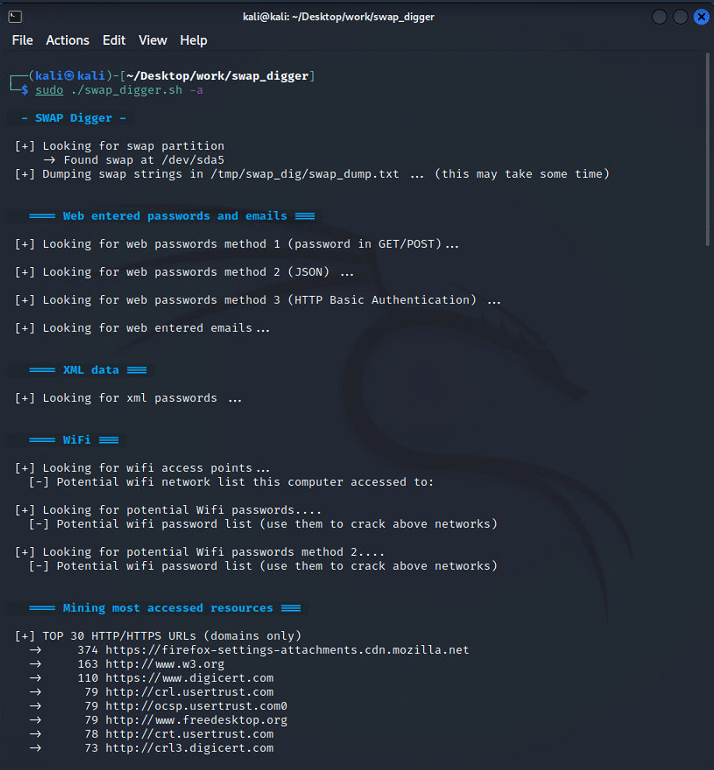 kali@kali: ~/Desktop/work/swap_digger
File Actions Edit View Help
┌──(kali㉿kali)-[~/Desktop/work/swap_digger]
└─$ sudo ./swap_digger.sh -a
- SWAP Digger -
[+] Looking for swap partition
-> Found swap at /dev/sda5
[+] Dumping swap strings in /tmp/swap_dig/swap_dump.txt ... (this may take some time)
==== Web entered passwords and emails ===
[+] Looking for web passwords method 1 (password in GET/POST)...
[+] Looking for web passwords method 2 (JSON) ...
[+] Looking for web passwords method 3 (HTTP Basic Authentication) ...
[+] Looking for web entered emails...
==== XML data ===
[+] Looking for xml passwords ...
==== WiFi ===
[+] Looking for wifi access points...
[-] Potential wifi network list this computer accessed to:
[+] Looking for potential Wifi passwords....
[-] Potential wifi password list (use them to crack above networks)
[+] Looking for potential Wifi passwords method 2....
[-] Potential wifi password list (use them to crack above networks)
==== Mining most accessed resources ===
[+] TOP 30 HTTP/HTTPS URLs (domains only)
-> 374 https://firefox-settings-attachments.cdn.mozilla.net
-> 163 http://www.w3.org
-> 110 https://www.digicert.com
-> 79 http://crl.usertrust.com
-> 79 http://ocsp.usertrust.com0
-> 79 http://www.freedesktop.org
-> 78 http://crt.usertrust.com
-> 73 http://crl3.digicert.com